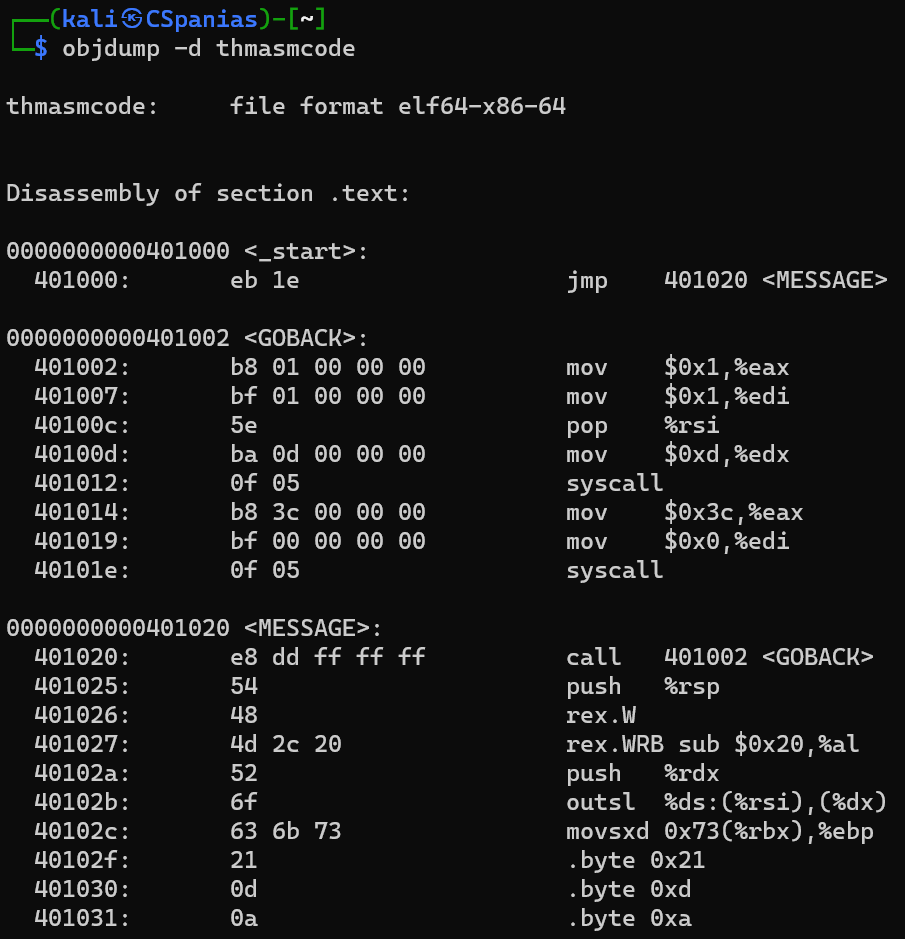 ┌──(kali㉿CSpanias)-[~]
└─$ objdump -d thmasmcode

thmasmcode:     file format elf64-x86-64


Disassembly of section .text:

0000000000401000 <_start>:
  401000:       eb 1e                   jmp    401020 <MESSAGE>

0000000000401002 <GOBACK>:
  401002:       b8 01 00 00 00          mov    $0x1,%eax
  401007:       bf 01 00 00 00          mov    $0x1,%edi
  40100c:       5e                      pop    %rsi
  40100d:       ba 0d 00 00 00          mov    $0xd,%edx
  401012:       0f 05                   syscall
  401014:       b8 3c 00 00 00          mov    $0x3c,%eax
  401019:       bf 00 00 00 00          mov    $0x0,%edi
  40101e:       0f 05                   syscall

0000000000401020 <MESSAGE>:
  401020:       e8 dd ff ff ff          call   401002 <GOBACK>
  401025:       54                      push   %rsp
  401026:       48                      rex.W
  401027:       4d 2c 20                rex.WRB sub $0x20,%al
  40102a:       52                      push   %rdx
  40102b:       6f                      outsl  %ds:(%rsi),(%dx)
  40102c:       63 6b 73                movsxd 0x73(%rbx),%ebp
  40102f:       21                      .byte 0x21
  401030:       0d                      .byte 0xd
  401031:       0a                      .byte 0xa